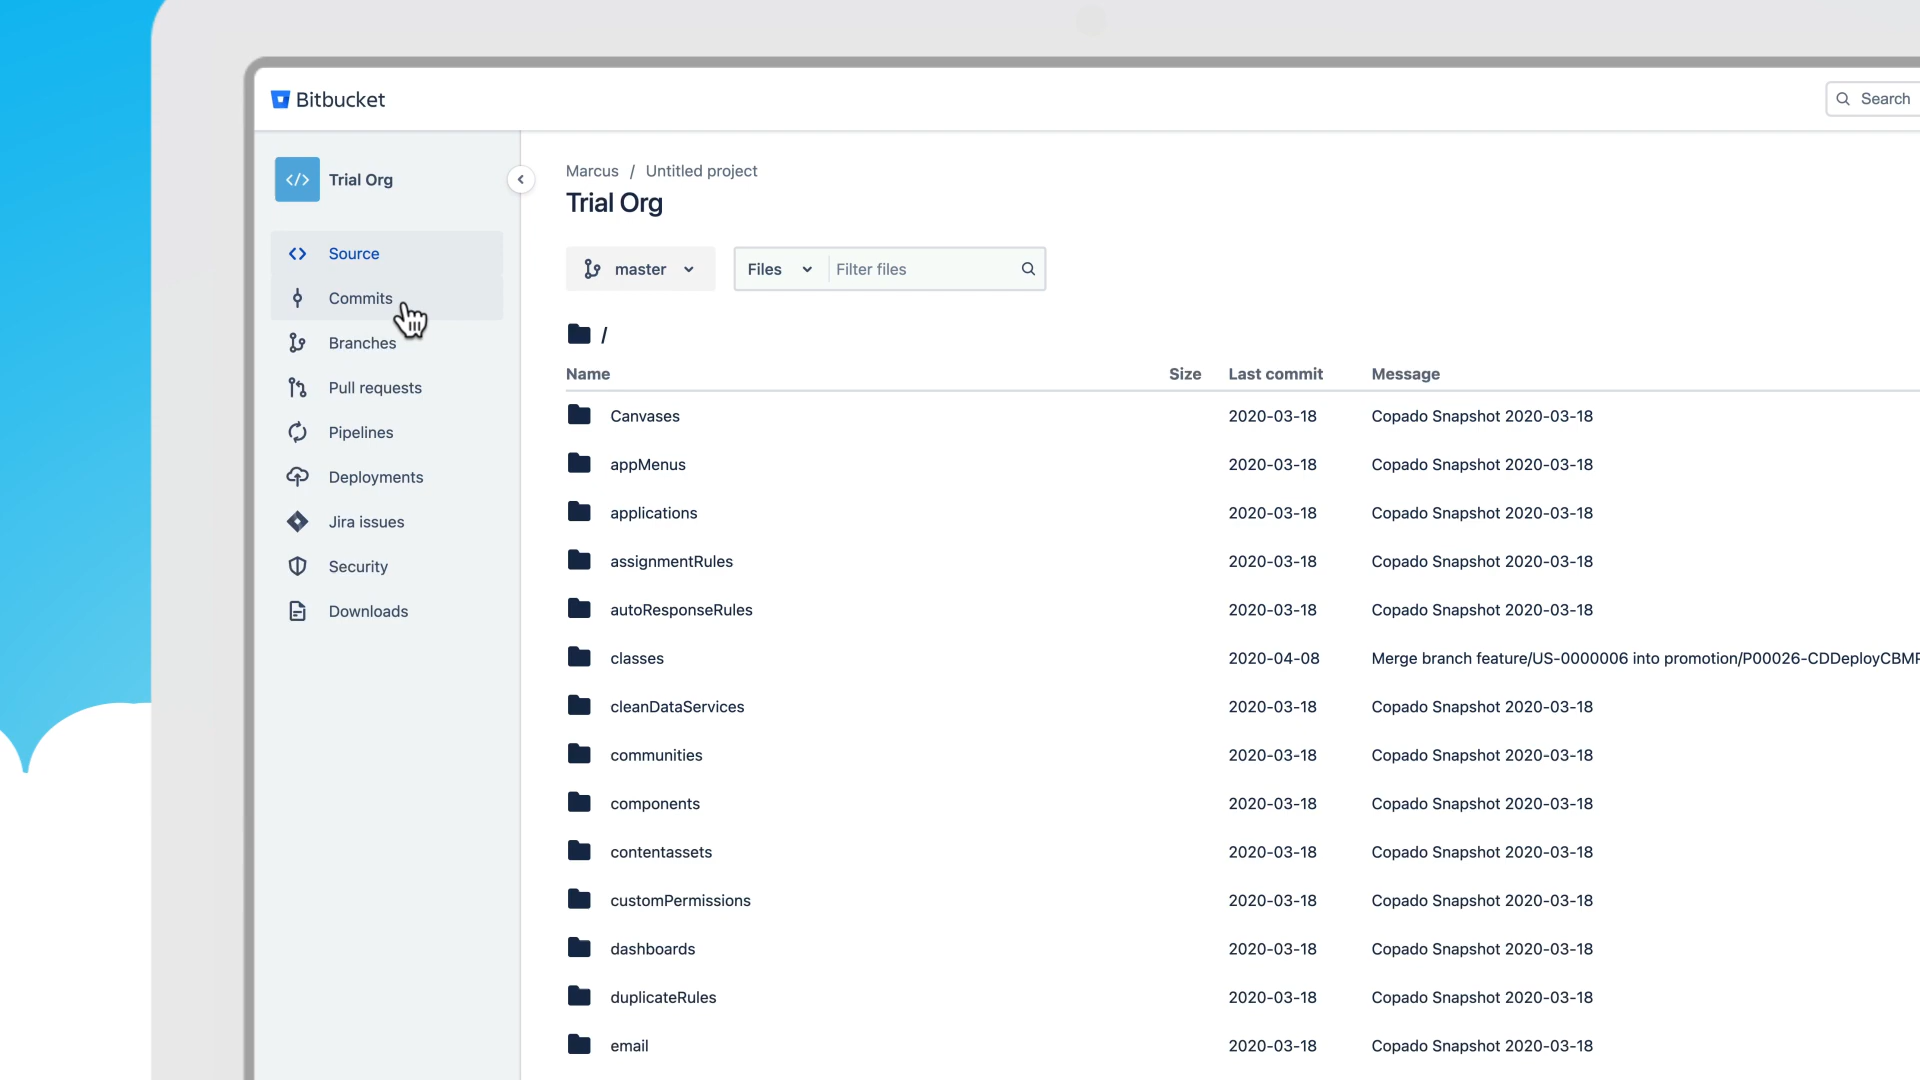 Bitbucket
Search
Trial Org
Source
Commits
Branches
Pull requests
Pipelines
Deployments
Jira issues
Security
Downloads
Marcus / Untitled project
Trial Org
master
Files
Filter files
/
Name Size Last commit Message
Canvases 2020-03-18 Copado Snapshot 2020-03-18
appMenus 2020-03-18 Copado Snapshot 2020-03-18
applications 2020-03-18 Copado Snapshot 2020-03-18
assignmentRules 2020-03-18 Copado Snapshot 2020-03-18
autoResponseRules 2020-03-18 Copado Snapshot 2020-03-18
classes 2020-04-08 Merge branch feature/US-0000006 into promotion/P00026-CDDeployCBMP
cleanDataServices 2020-03-18 Copado Snapshot 2020-03-18
communities 2020-03-18 Copado Snapshot 2020-03-18
components 2020-03-18 Copado Snapshot 2020-03-18
contentassets 2020-03-18 Copado Snapshot 2020-03-18
customPermissions 2020-03-18 Copado Snapshot 2020-03-18
dashboards 2020-03-18 Copado Snapshot 2020-03-18
duplicateRules 2020-03-18 Copado Snapshot 2020-03-18
email 2020-03-18 Copado Snapshot 2020-03-18